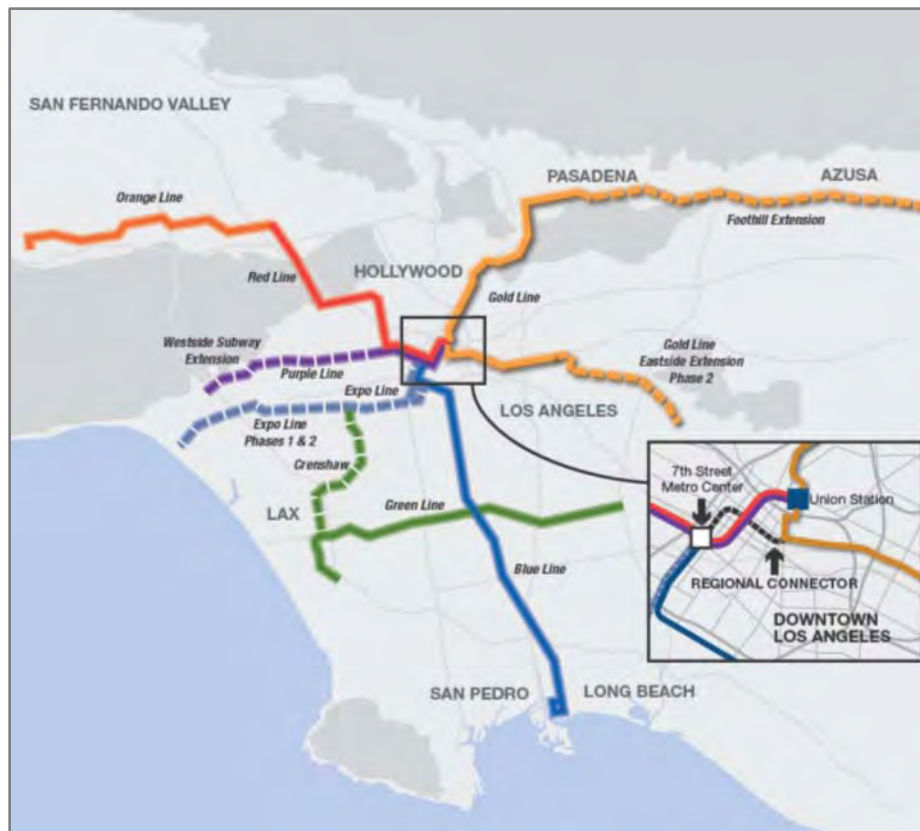 SAN FERNANDO VALLEY
PASADENA
AZUSA
Orange Line
Foothill Extension
Red Line
HOLLYWOOD
Gold Line
Westside Subway
Extension
Purple Line
Gold Line
Eastside Extension
Phase 2
Expo Line
LOS ANGELES
Expo Line
Phases 1 & 2
Crenshaw
7th Street
Metro Center
Union Station
LAX
Green Line
Blue Line
REGIONAL CONNECTOR
DOWNTOWN
LOS ANGELES
SAN PEDRO
LONG BEACH